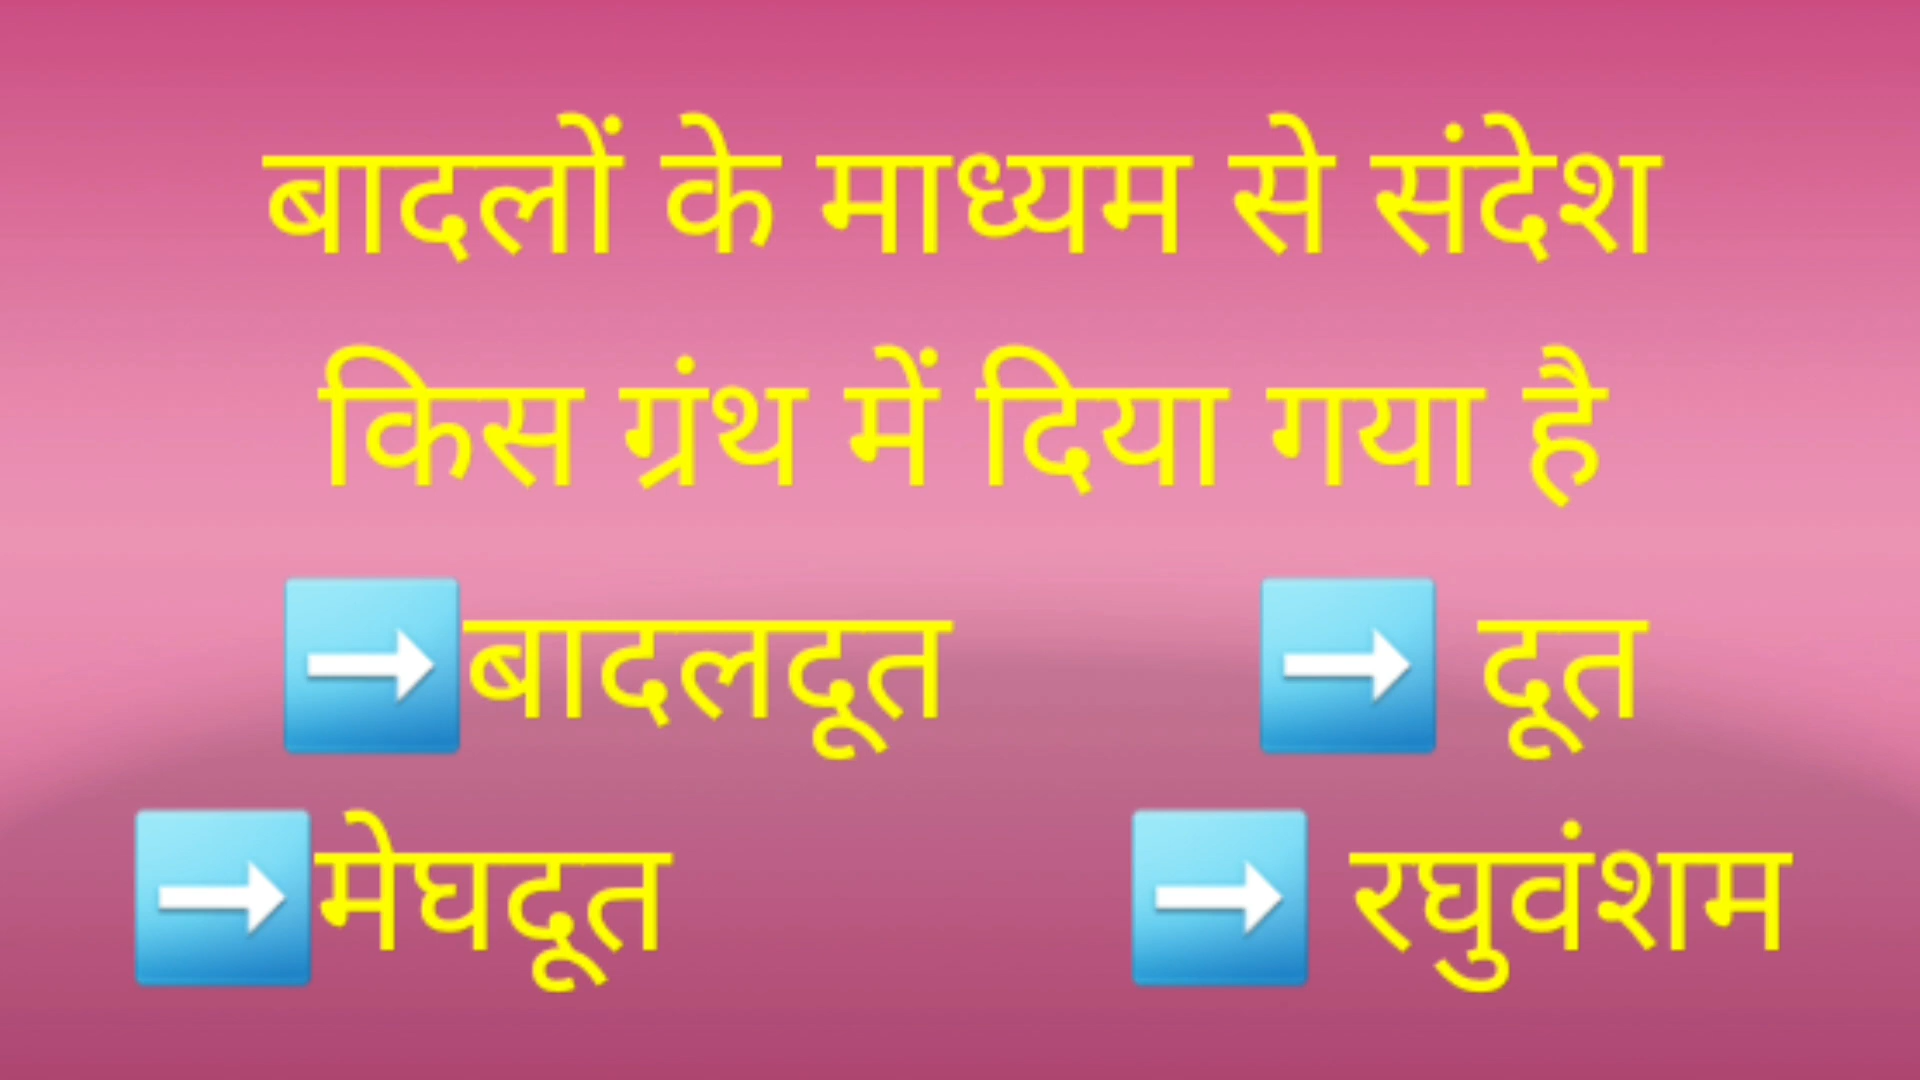 बादलों के माध्यम से संदेश
किस ग्रंथ में दिया गया है
➡️बादलदूत ➡️ दूत
➡️मेघदूत ➡️ रघुवंशम